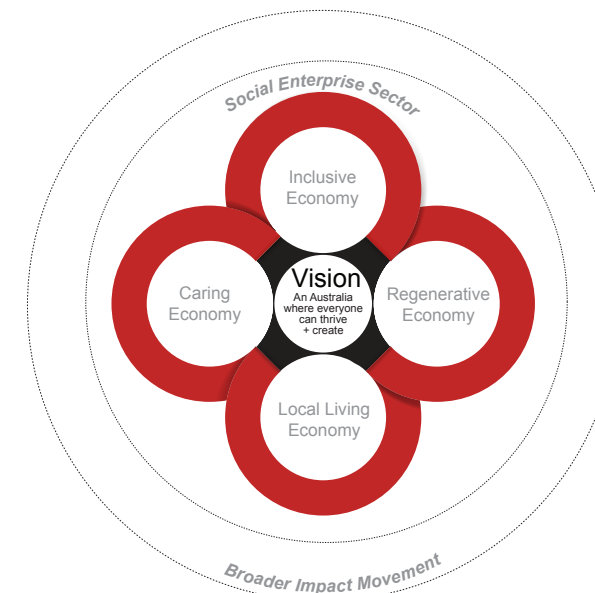 Social Enterprise Sector
Inclusive
Economy
Caring
Economy
Vision
An Australia
where everyone
can thrive
+ create
Regenerative
Economy
Local Living
Economy
Broader Impact Movement